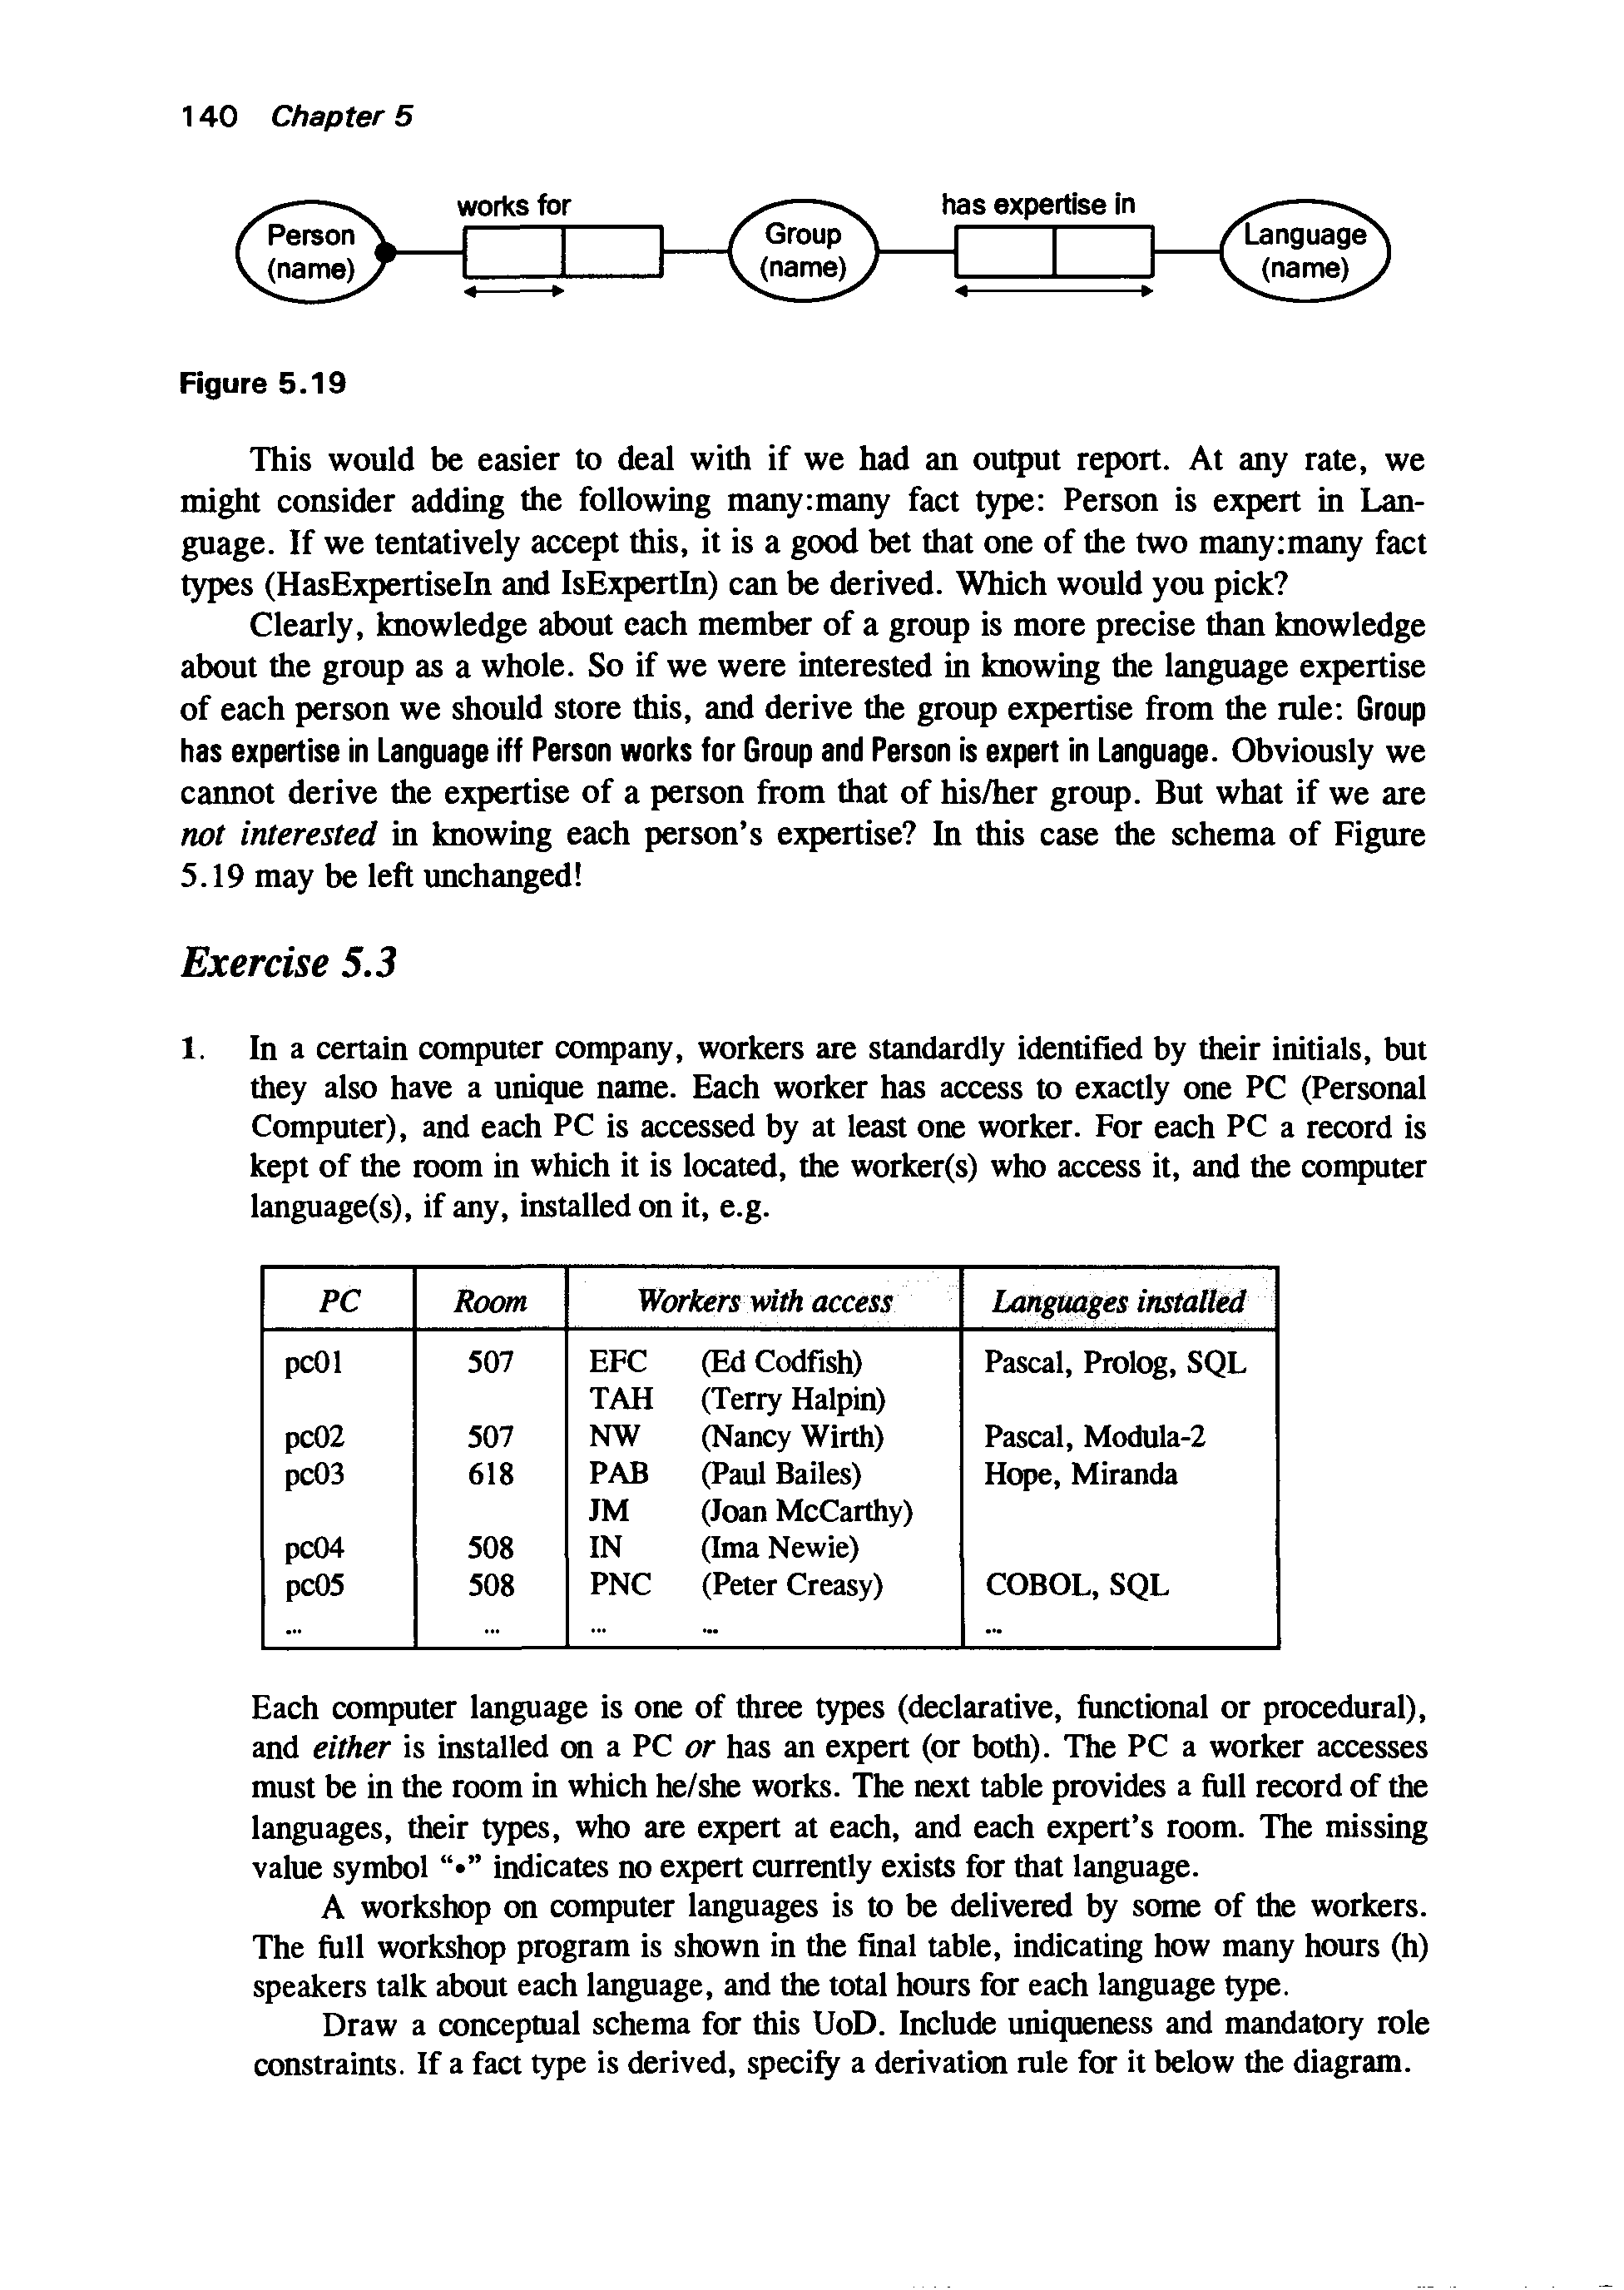 140 Chapter 5
works for
has expertise in
Person
(name)
Group
(name)
Language
(name)
Figure 5.19
This would be easier to deal with if we had an output report. At any rate, we
might consider adding the following many:many fact type: Person is expert in Lan-
guage. If we tentatively accept this, it is a good bet that one of the two many:many fact
types (HasExpertiseIn and IsExpertIn) can be derived. Which would you pick?
Clearly, knowledge about each member of a group is more precise than knowledge
about the group as a whole. So if we were interested in knowing the language expertise
of each person we should store this, and derive the group expertise from the rule: Group
has expertise in Language iff Person works for Group and Person is expert in Language. Obviously we
cannot derive the expertise of a person from that of his/her group. But what if we are
not interested in knowing each person's expertise? In this case the schema of Figure
5.19 may be left unchanged!
Exercise 5.3
1. In a certain computer company, workers are standardly identified by their initials, but
they also have a unique name. Each worker has access to exactly one PC (Personal
Computer), and each PC is accessed by at least one worker. For each PC a record is
kept of the room in which it is located, the worker(s) who access it, and the computer
language(s), if any, installed on it, e.g.
PC Room Workers with access Languages installed
pc01 507 EFC (Ed Codfish) Pascal, Prolog, SQL
TAH (Terry Halpin)
pc02 507 NW (Nancy Wirth) Pascal, Modula-2
pc03 618 PAB (Paul Bailes) Hope, Miranda
JM (Joan McCarthy)
pc04 508 IN (Ima Newie)
pc05 508 PNC (Peter Creasy) COBOL, SQL
... ... ... ... ...
Each computer language is one of three types (declarative, functional or procedural),
and either is installed on a PC or has an expert (or both). The PC a worker accesses
must be in the room in which he/she works. The next table provides a full record of the
languages, their types, who are expert at each, and each expert's room. The missing
value symbol “•” indicates no expert currently exists for that language.
A workshop on computer languages is to be delivered by some of the workers.
The full workshop program is shown in the final table, indicating how many hours (h)
speakers talk about each language, and the total hours for each language type.
Draw a conceptual schema for this UoD. Include uniqueness and mandatory role
constraints. If a fact type is derived, specify a derivation rule for it below the diagram.